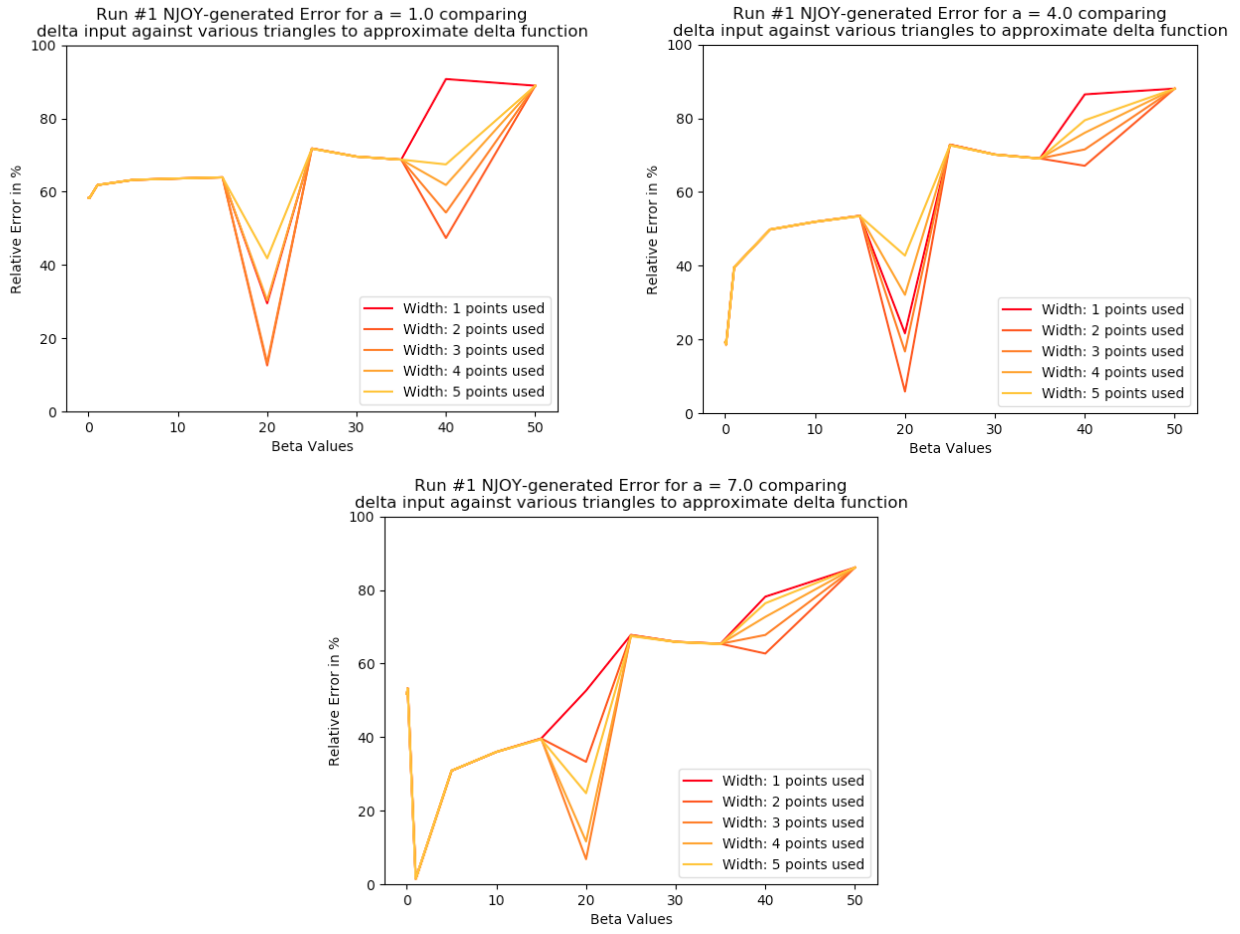 Run #1 NJOY-generated Error for a = 1.0 comparing
delta input against various triangles to approximate delta function
100
80
60
40
20
0
Relative Error in %
0 10 20 30 40 50
Beta Values
Width: 1 points used
Width: 2 points used
Width: 3 points used
Width: 4 points used
Width: 5 points used
Run #1 NJOY-generated Error for a = 4.0 comparing
delta input against various triangles to approximate delta function
100
80
60
40
20
0
Relative Error in %
0 10 20 30 40 50
Beta Values
Width: 1 points used
Width: 2 points used
Width: 3 points used
Width: 4 points used
Width: 5 points used
Run #1 NJOY-generated Error for a = 7.0 comparing
delta input against various triangles to approximate delta function
100
80
60
40
20
0
Relative Error in %
0 10 20 30 40 50
Beta Values
Width: 1 points used
Width: 2 points used
Width: 3 points used
Width: 4 points used
Width: 5 points used